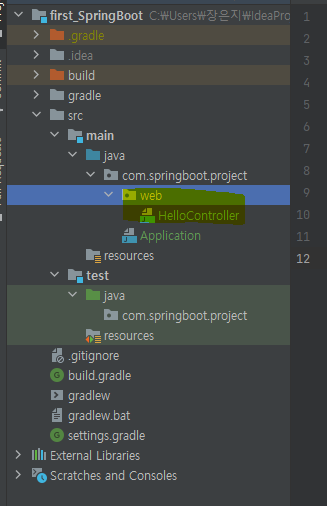 first_SpringBoot C:₩Users₩장은지₩IdeaPro
.gradle
.idea
build
gradle
src
main
java
com.springboot.project
web
HelloController
Application
resources
test
java
com.springboot.project
resources
.gitignore
build.gradle
gradlew
gradlew.bat
settings.gradle
External Libraries
Scratches and Consoles
1
2
3
4
5
6
7
8
9
10
11
12